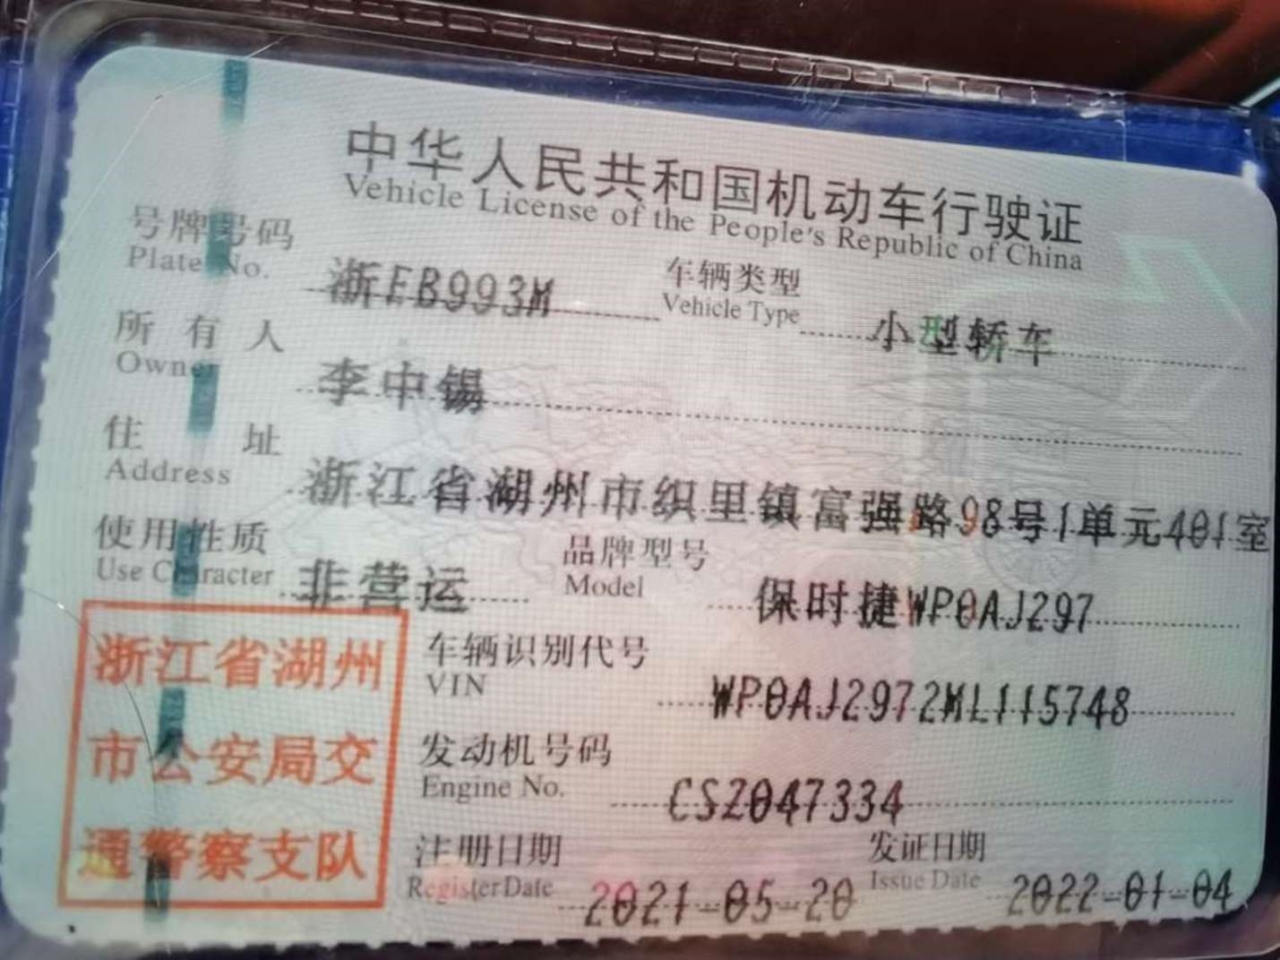 中华人民共和国机动车行驶证
Vehicle License of the People's Republic of China
号牌号码 浙EB993M 车辆类型 小型轿车
Plate No. Vehicle Type
所有人 李中锡
Owner
住址 浙江省湖州市织里镇富强路98号1单元401室
Address
使用性质 非营运 品牌型号 保时捷WP0AJ297
Use Character Model
浙江省湖州
市公安局交
通警察支队
车辆识别代号 WP0AJ2972ML115748
VIN
发动机号码 CSZ047334
Engine No.
注册日期 2021-05-20 发证日期 2022-01-04
Register Date Issue Date